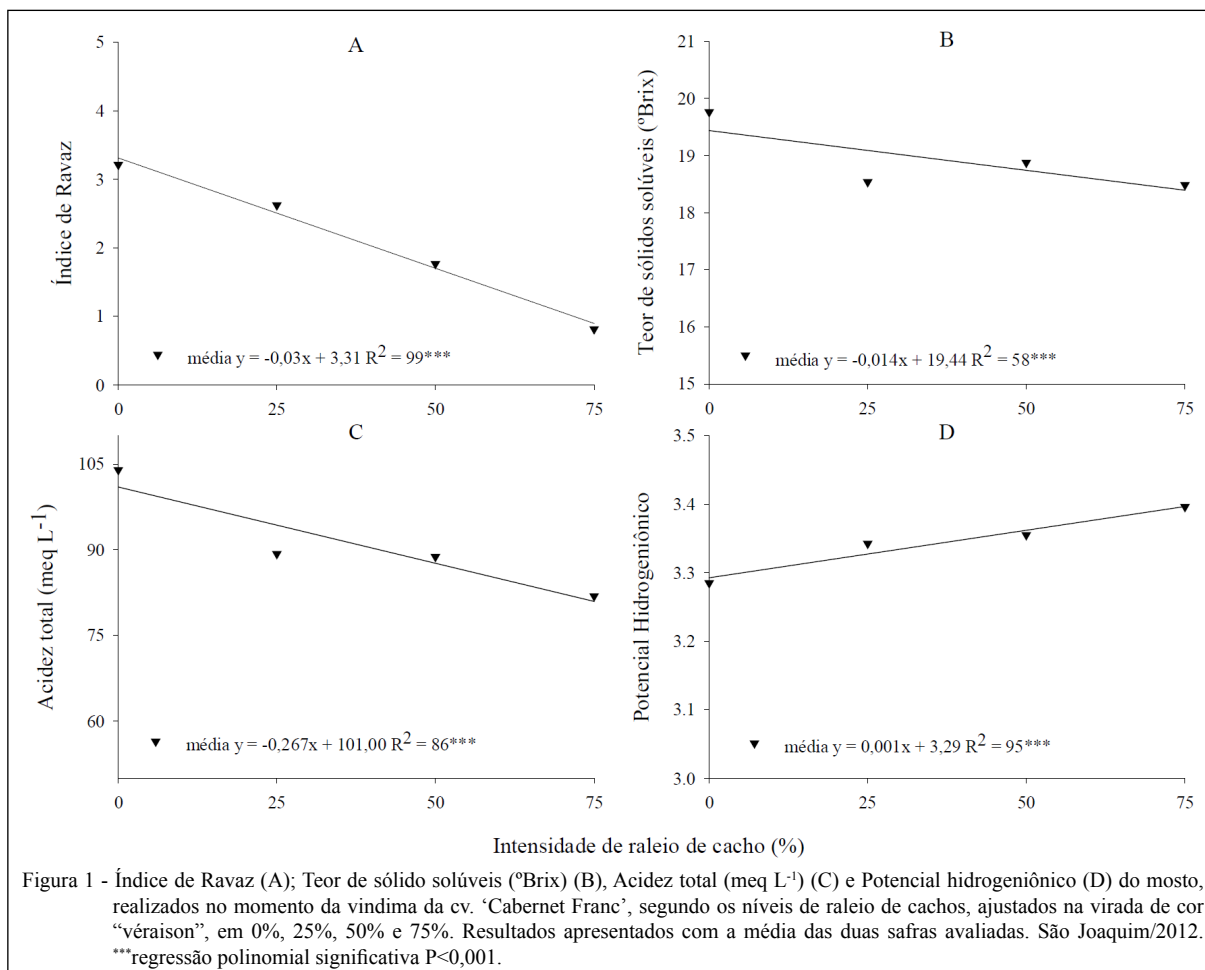 A
5
4
3
2
1
0
Índice de Ravaz
média y = -0,03x + 3,31 R² = 99***
0 25 50 75
B
21
20
19
18
17
16
15
Teor de sólidos solúveis (ºBrix)
média y = -0,014x + 19,44 R² = 58***
0 25 50 75
C
105
90
75
60
Acidez total (meq L⁻¹)
média y = -0,267x + 101,00 R² = 86***
0 25 50 75
D
3.5
3.4
3.3
3.2
3.1
3.0
Potencial Hidrogeniônico
média y = 0,001x + 3,29 R² = 95***
0 25 50 75
Intensidade de raleio de cacho (%)
Figura 1 - Índice de Ravaz (A); Teor de sólido solúveis (ºBrix) (B), Acidez total (meq L⁻¹) (C) e Potencial hidrogeniônico (D) do mosto,
realizados no momento da vindima da cv. ‘Cabernet Franc’, segundo os níveis de raleio de cachos, ajustados na virada de cor
“véraison”, em 0%, 25%, 50% e 75%. Resultados apresentados com a média das duas safras avaliadas. São Joaquim/2012.
***regressão polinomial significativa P<0,001.